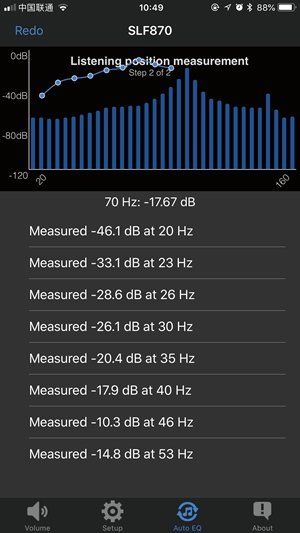 中国联通
10:49
88%
Redo
SLF870
0dB
Listening position measurement
Step 2 of 2
-40dB
-80dB
-120
20
160
70 Hz: -17.67 dB
Measured -46.1 dB at 20 Hz
Measured -33.1 dB at 23 Hz
Measured -28.6 dB at 26 Hz
Measured -26.1 dB at 30 Hz
Measured -20.4 dB at 35 Hz
Measured -17.9 dB at 40 Hz
Measured -10.3 dB at 46 Hz
Measured -14.8 dB at 53 Hz
Volume
Setup
Auto EQ
About